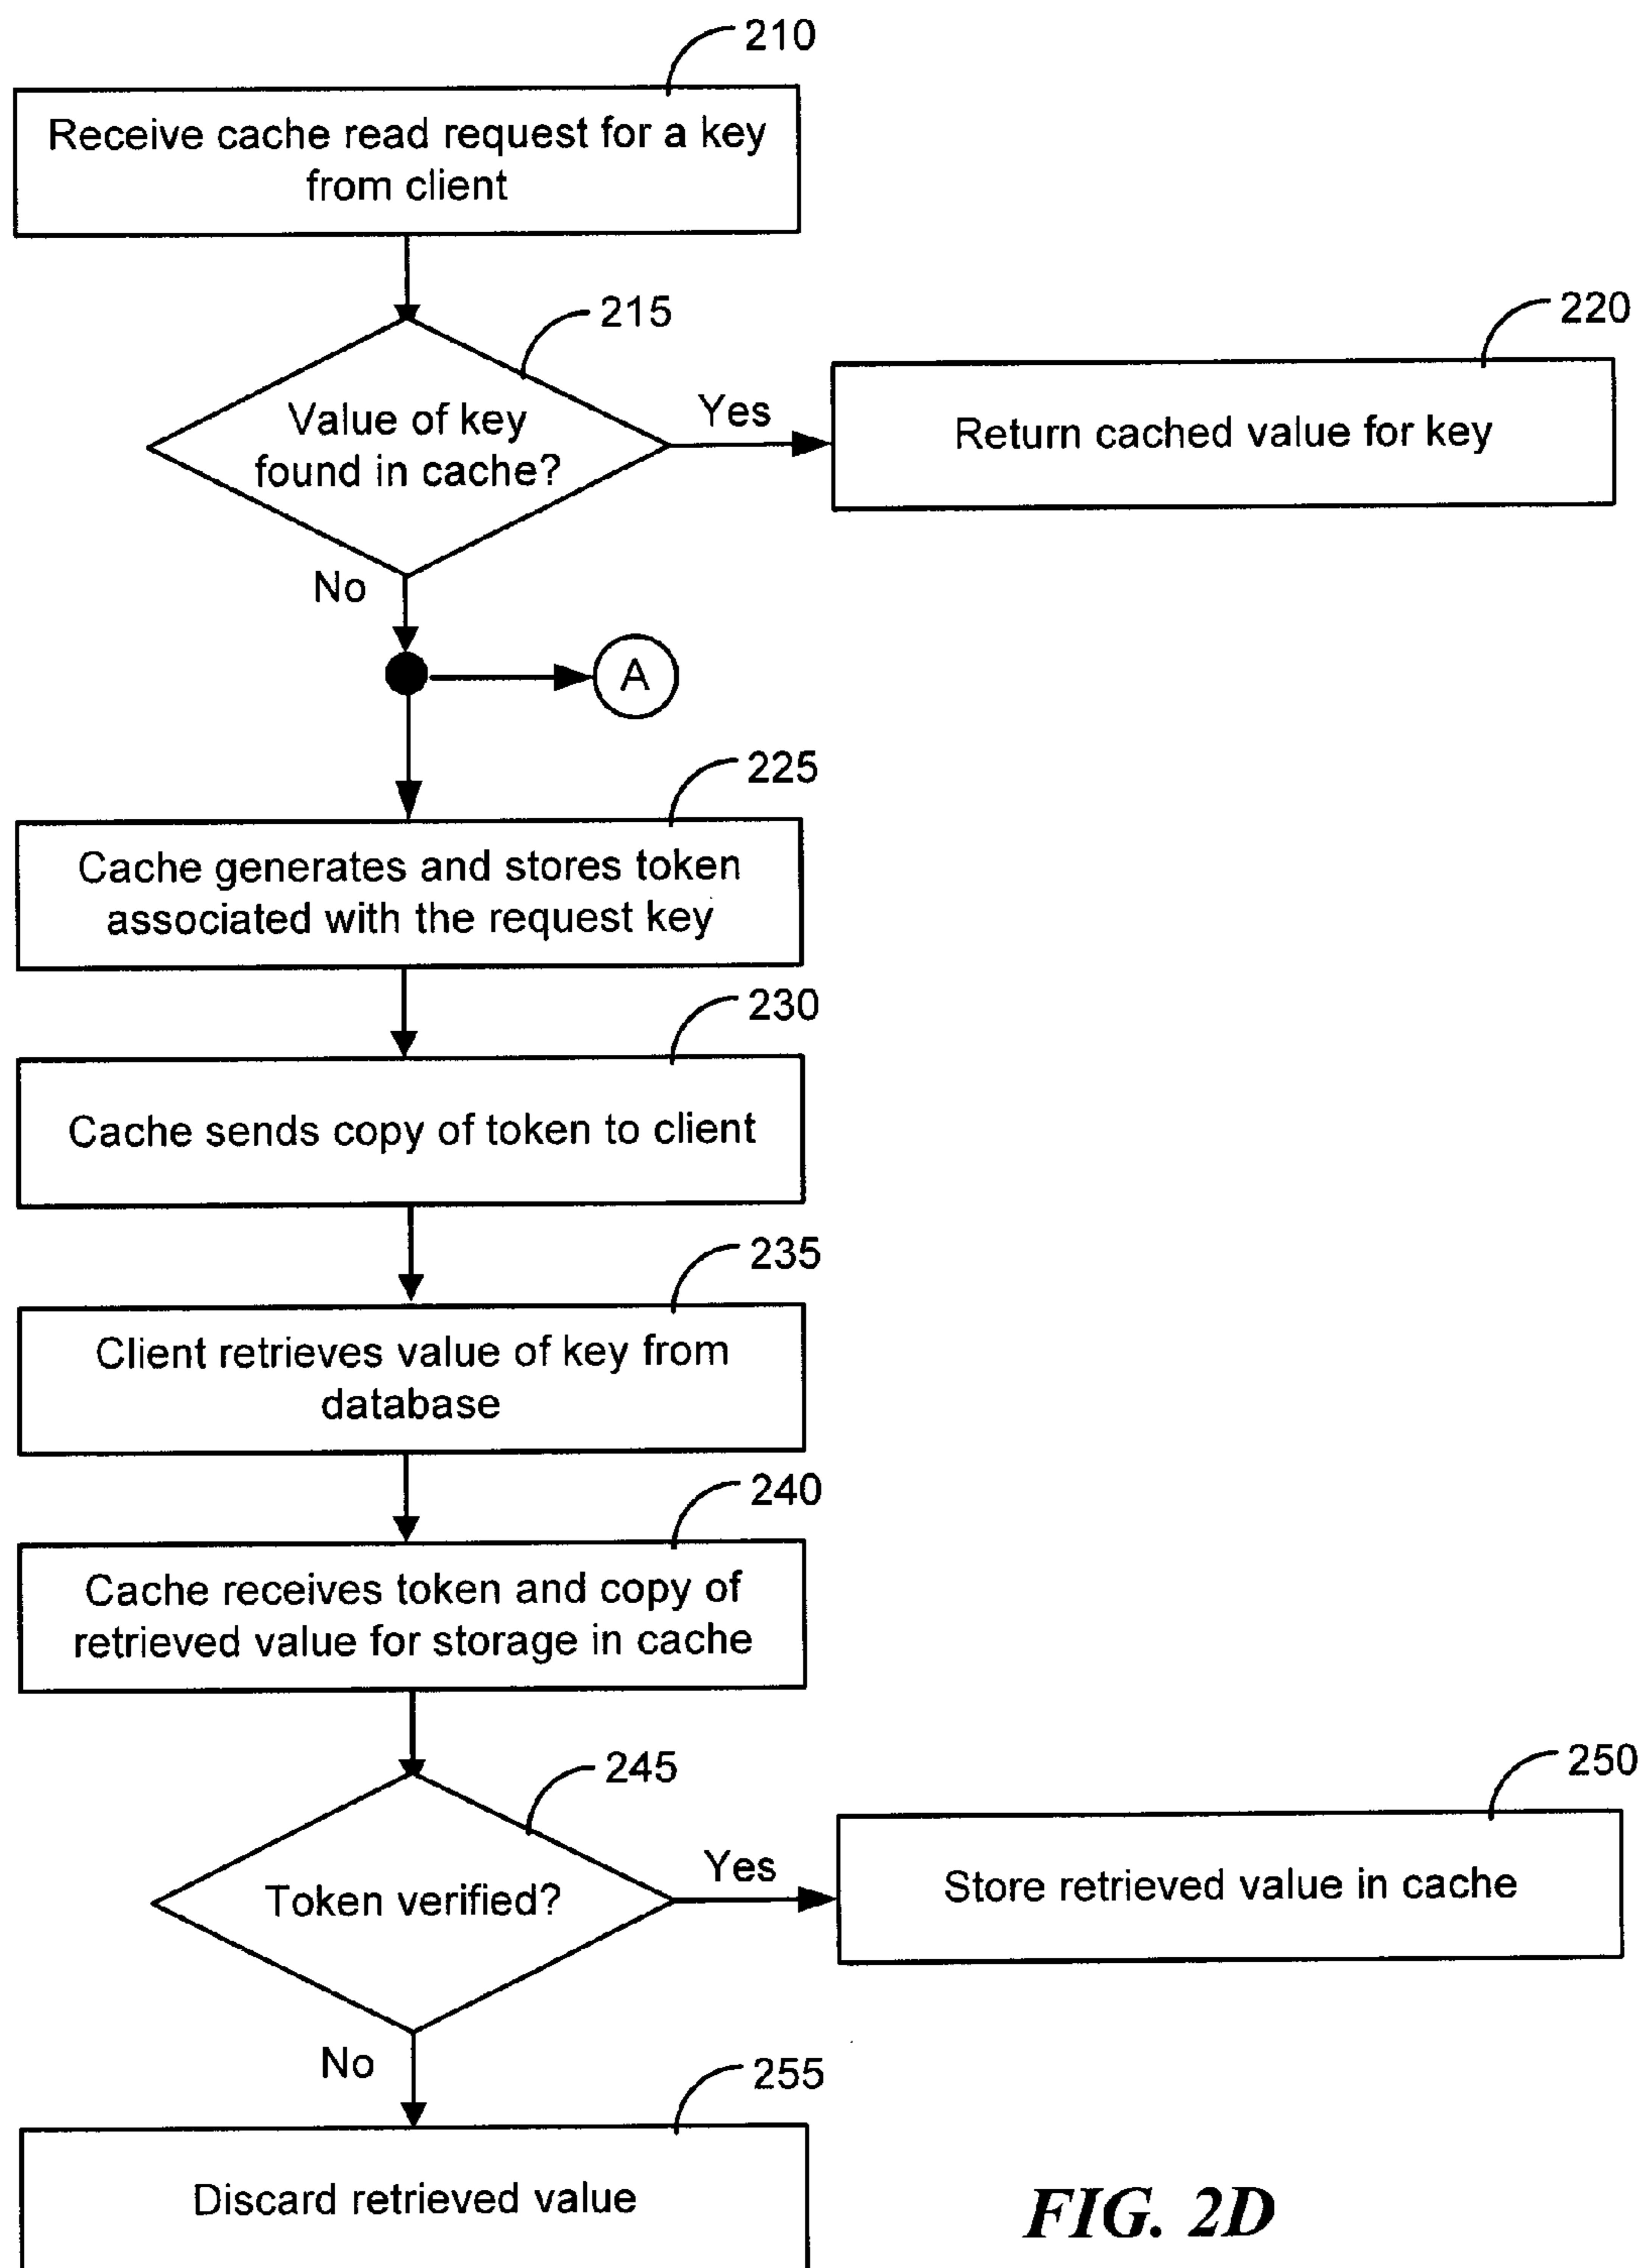 210
Receive cache read request for a key
from client
215
220
Value of key
found in cache?
Yes
Return cached value for key
No
A
225
Cache generates and stores token
associated with the request key
230
Cache sends copy of token to client
235
Client retrieves value of key from
database
240
Cache receives token and copy of
retrieved value for storage in cache
245
250
Token verified?
Yes
Store retrieved value in cache
No
255
Discard retrieved value
FIG. 2D